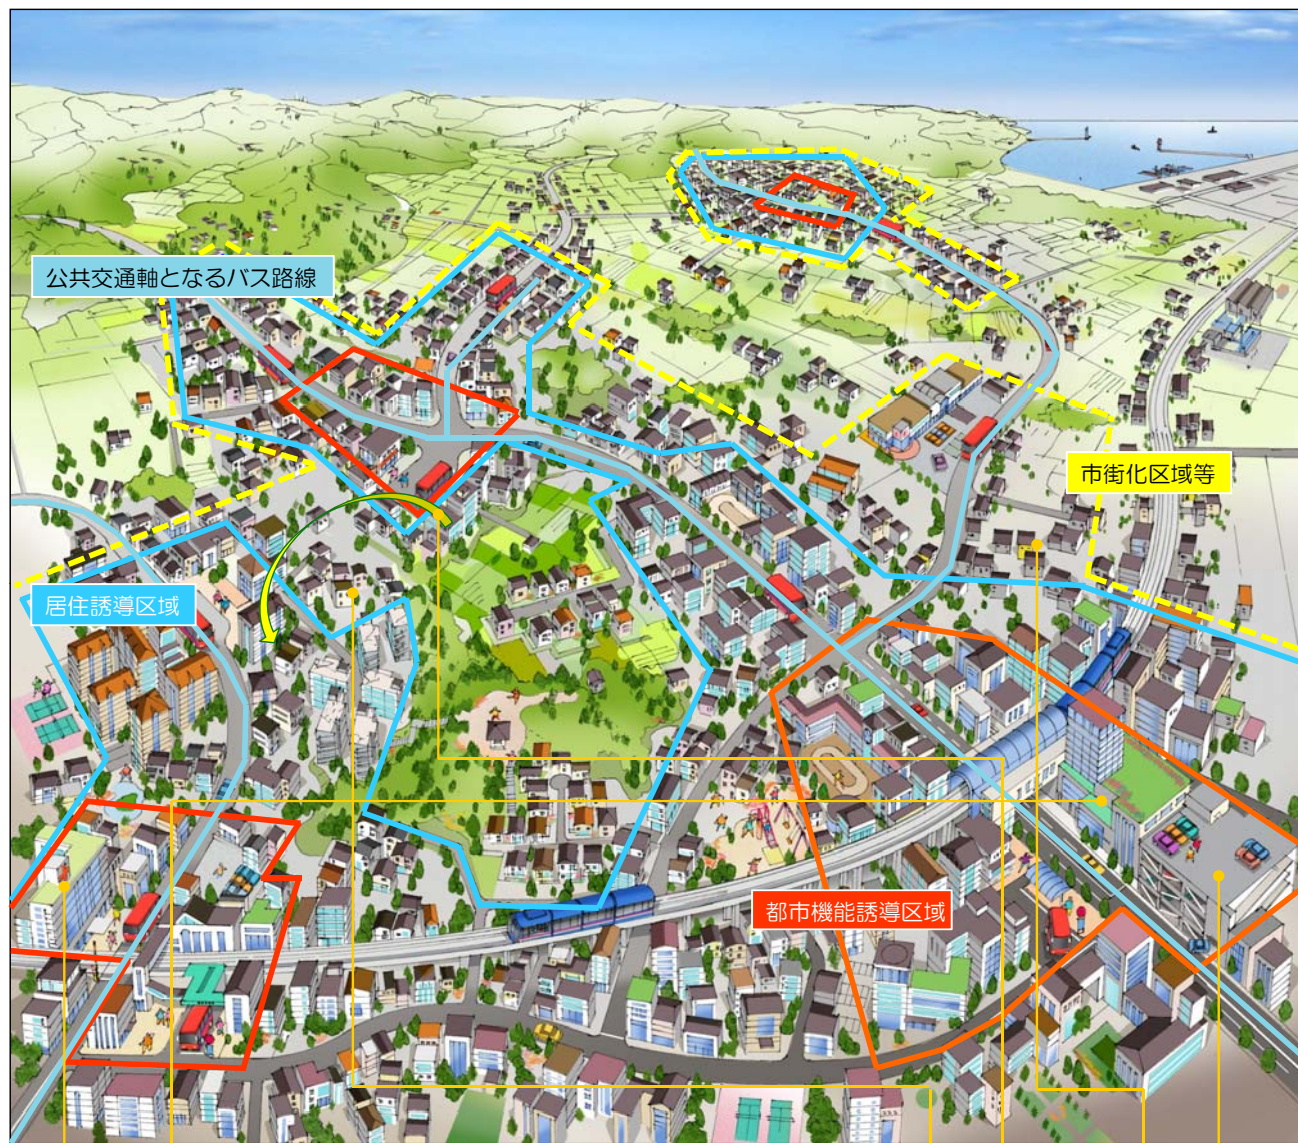 公共交通軸となるバス路線
市街化区域等
居住誘導区域
都市機能誘導区域